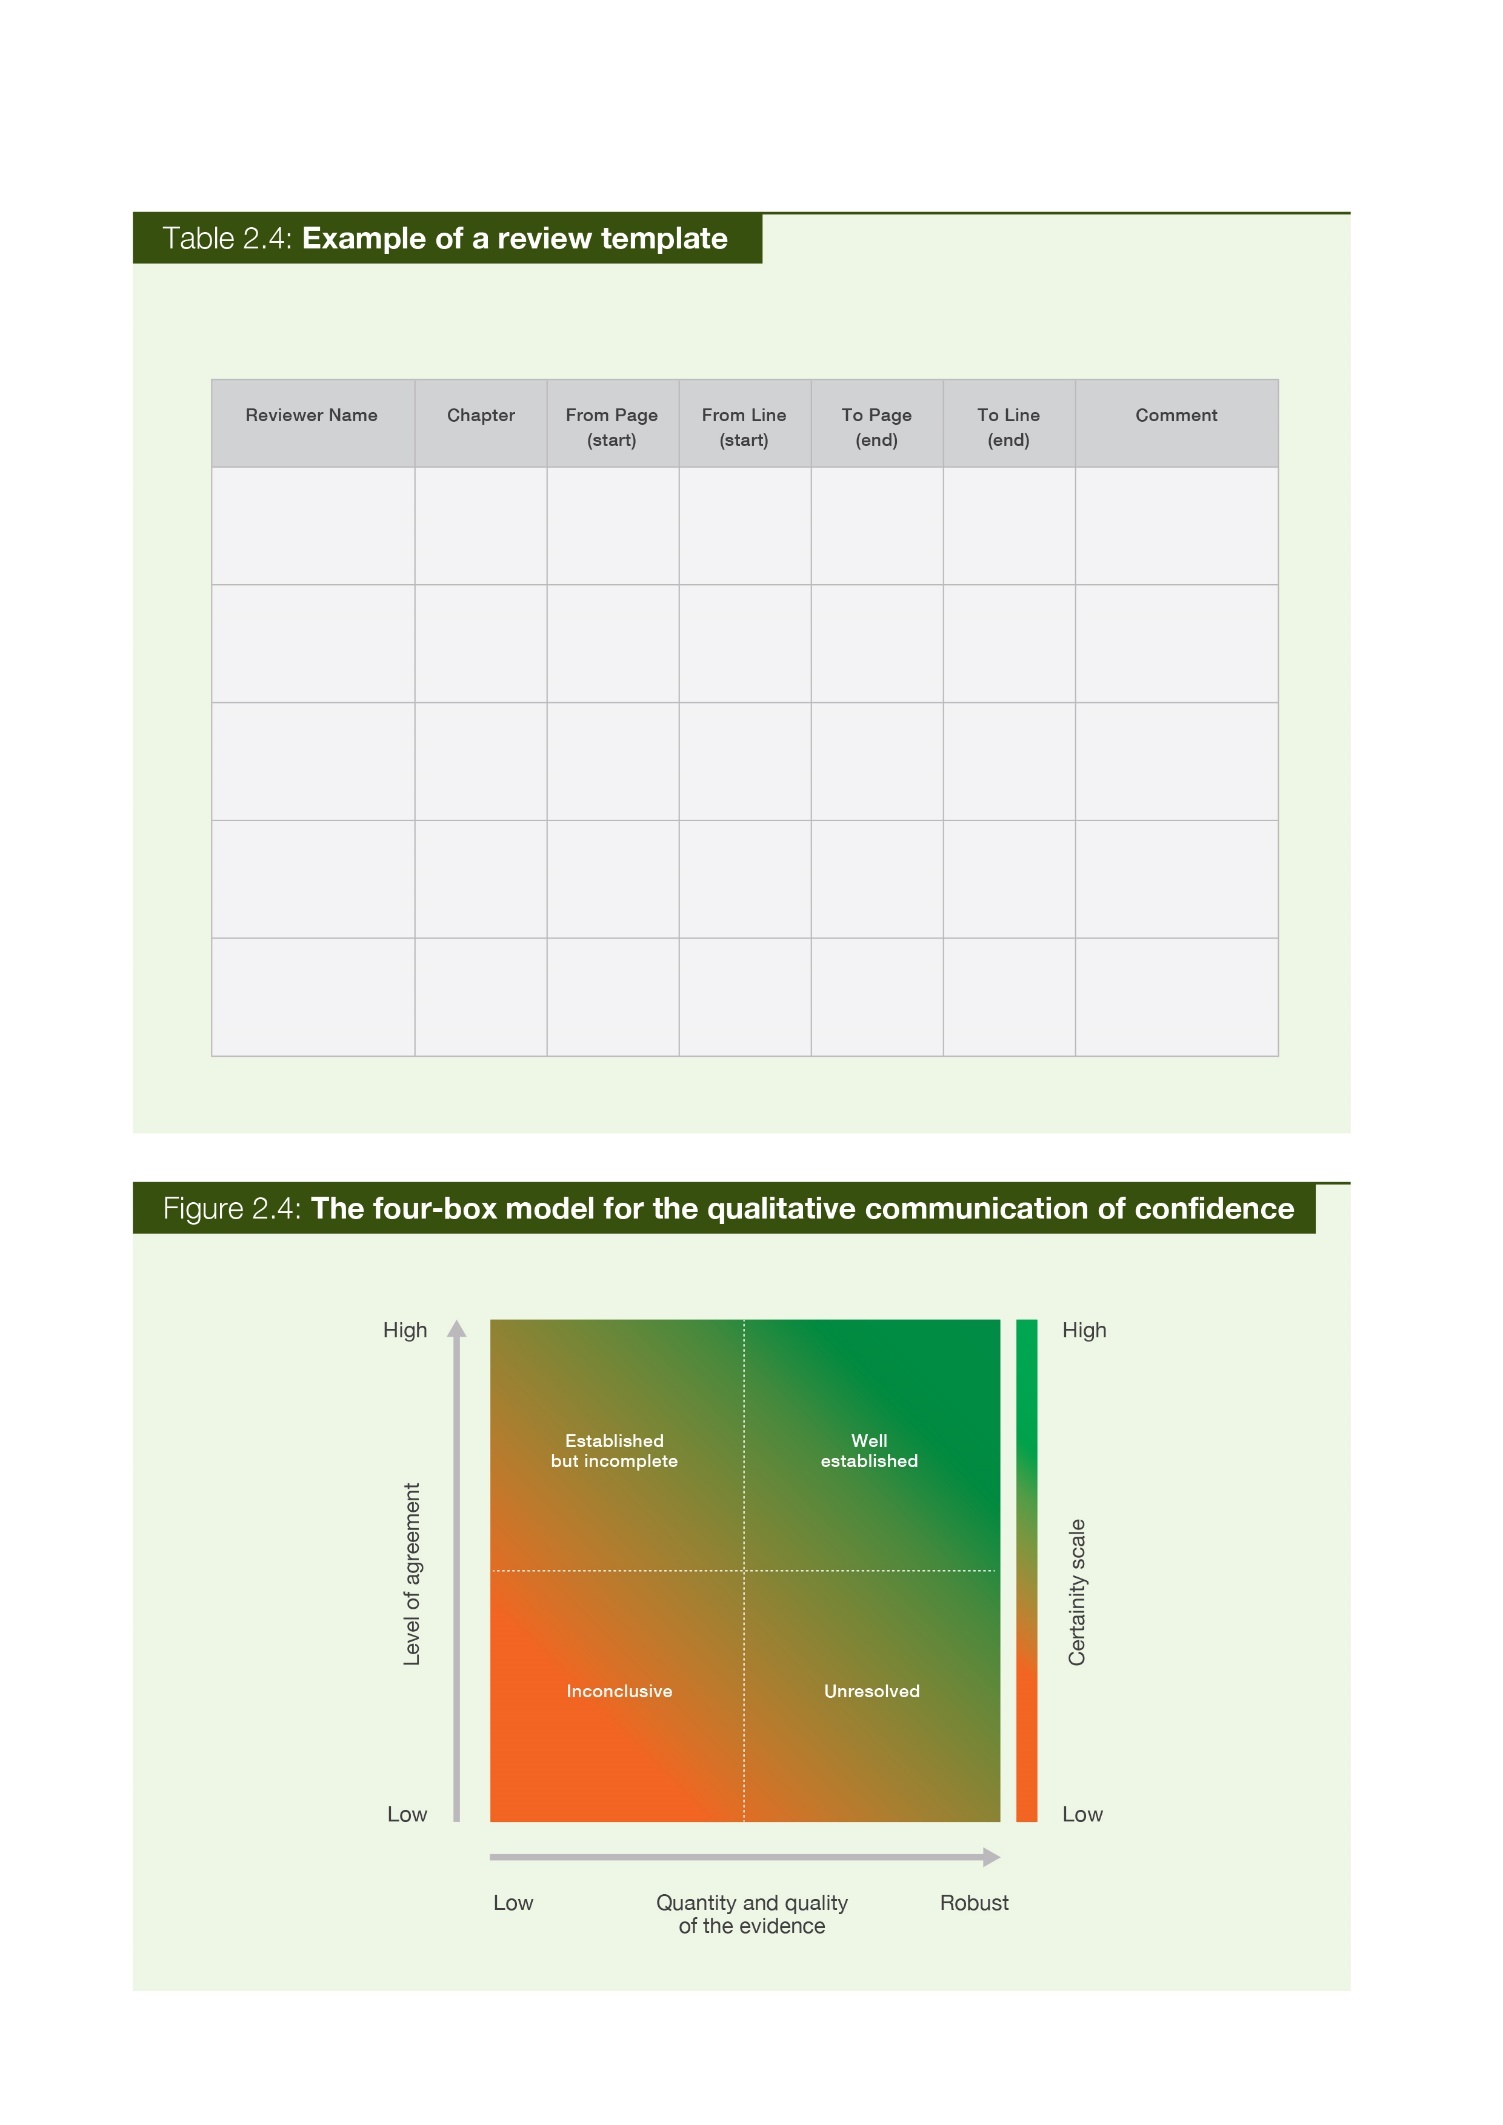 Table 2.4: Example of a review template
Reviewer Name
Chapter
From Page
(start)
From Line
(start)
To Page
(end)
To Line
(end)
Comment
Figure 2.4: The four-box model for the qualitative communication of confidence
High
Level of agreement
Low
Established
but incomplete
Well
established
Inconclusive
Unresolved
High
Certainity scale
Low
Low
Quantity and quality
of the evidence
Robust